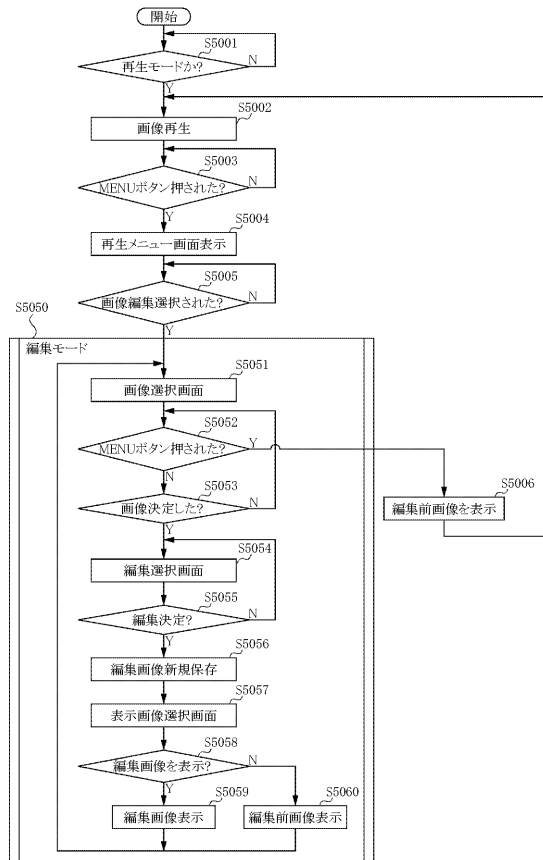 開始
S5001
再生モードか?
N
Y
S5002
画像再生
S5003
MENUボタン押された?
N
Y
S5004
再生メニュー画面表示
S5005
画像編集選択された?
N
Y
S5050
編集モード
S5051
画像選択画面
S5052
MENUボタン押された?
Y
N
S5006
編集前画像を表示
S5053
画像決定した?
N
Y
S5054
編集選択画面
S5055
編集決定?
N
Y
S5056
編集画像新規保存
S5057
表示画像選択画面
S5058
編集画像を表示?
N
Y
S5059
編集画像表示
S5060
編集前画像表示